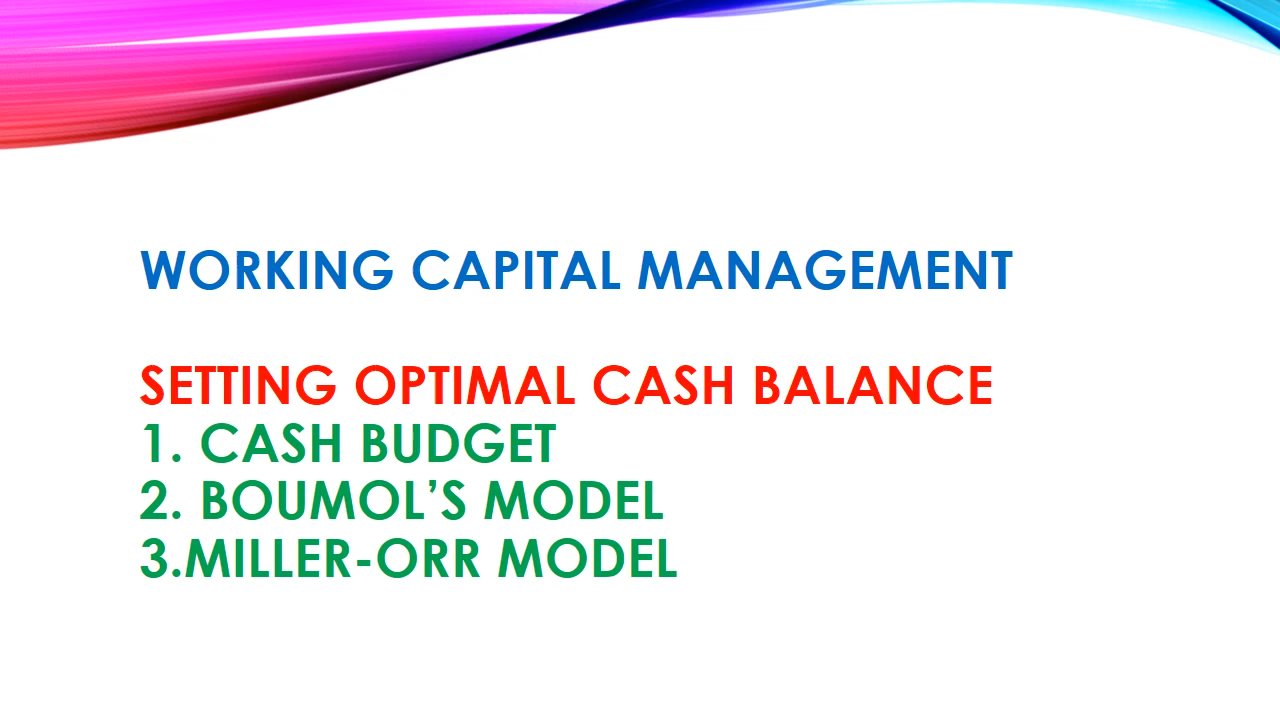 WORKING CAPITAL MANAGEMENT
SETTING OPTIMAL CASH BALANCE
1. CASH BUDGET
2. BOUMOL’S MODEL
3.MILLER-ORR MODEL